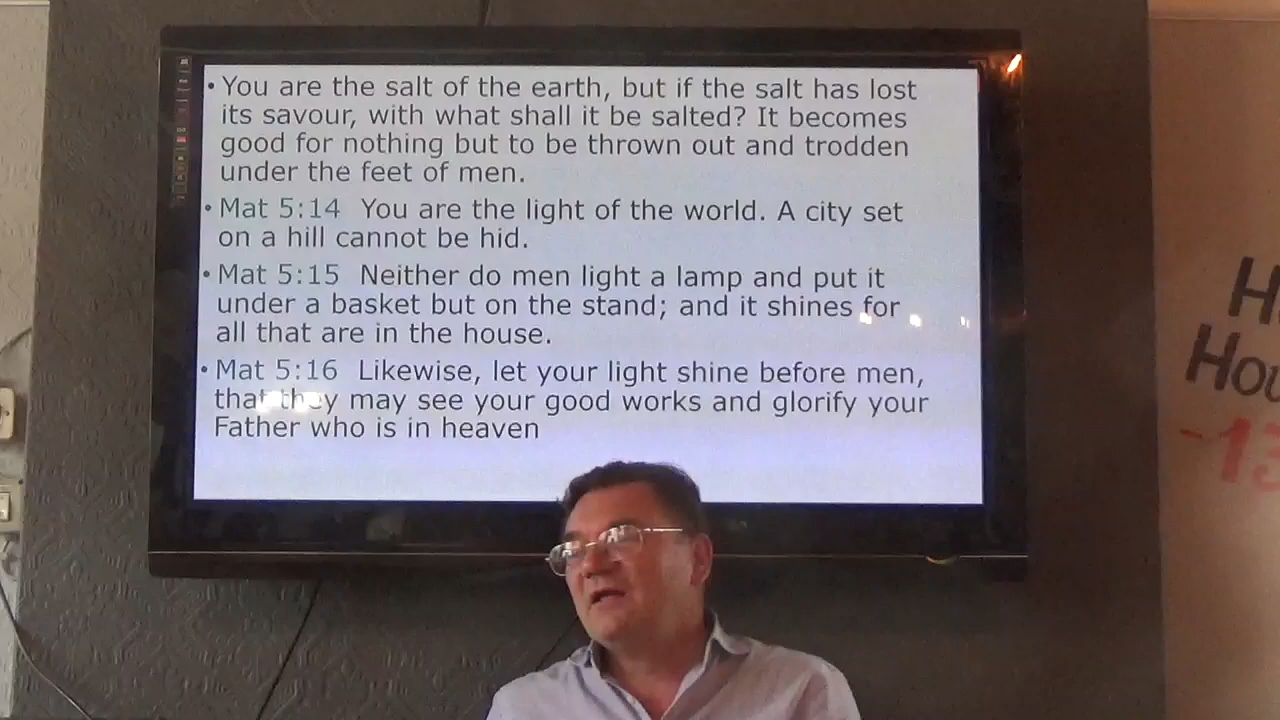 • You are the salt of the earth, but if the salt has lost
its savour, with what shall it be salted? It becomes
good for nothing but to be thrown out and trodden
under the feet of men.
• Mat 5:14  You are the light of the world. A city set
on a hill cannot be hid.
• Mat 5:15  Neither do men light a lamp and put it
under a basket but on the stand; and it shines for
all that are in the house.
• Mat 5:16  Likewise, let your light shine before men,
that they may see your good works and glorify your
Father who is in heaven